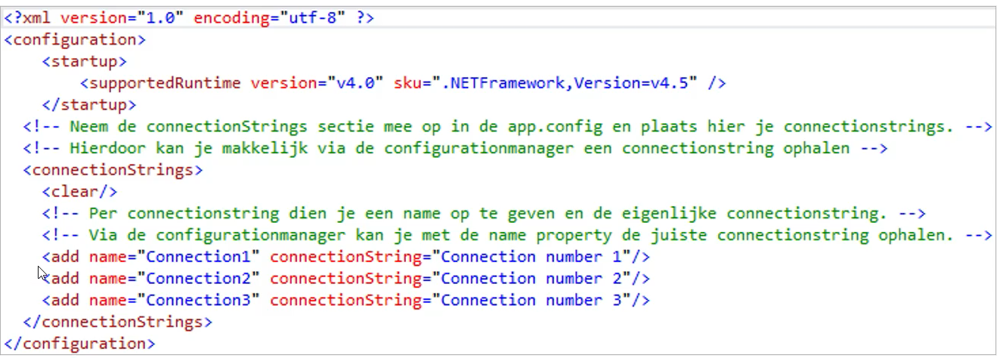 <?xml version="1.0" encoding="utf-8" ?>
<configuration>
    <startup>
        <supportedRuntime version="v4.0" sku=".NETFramework,Version=v4.5" />
    </startup>
  <!-- Neem de connectionStrings sectie mee op in de app.config en plaats hier je connectionstrings. -->
  <!-- Hierdoor kan je makkelijk via de configurationmanager een connectionstring ophalen -->
  <connectionStrings>
    <clear/>
    <!-- Per connectionstring dien je een name op te geven en de eigenlijke connectionstring. -->
    <!-- Via de configurationmanager kan je met de name property de juiste connectionstring ophalen. -->
    <add name="Connection1" connectionString="Connection number 1"/>
    <add name="Connection2" connectionString="Connection number 2"/>
    <add name="Connection3" connectionString="Connection number 3"/>
  </connectionStrings>
</configuration>